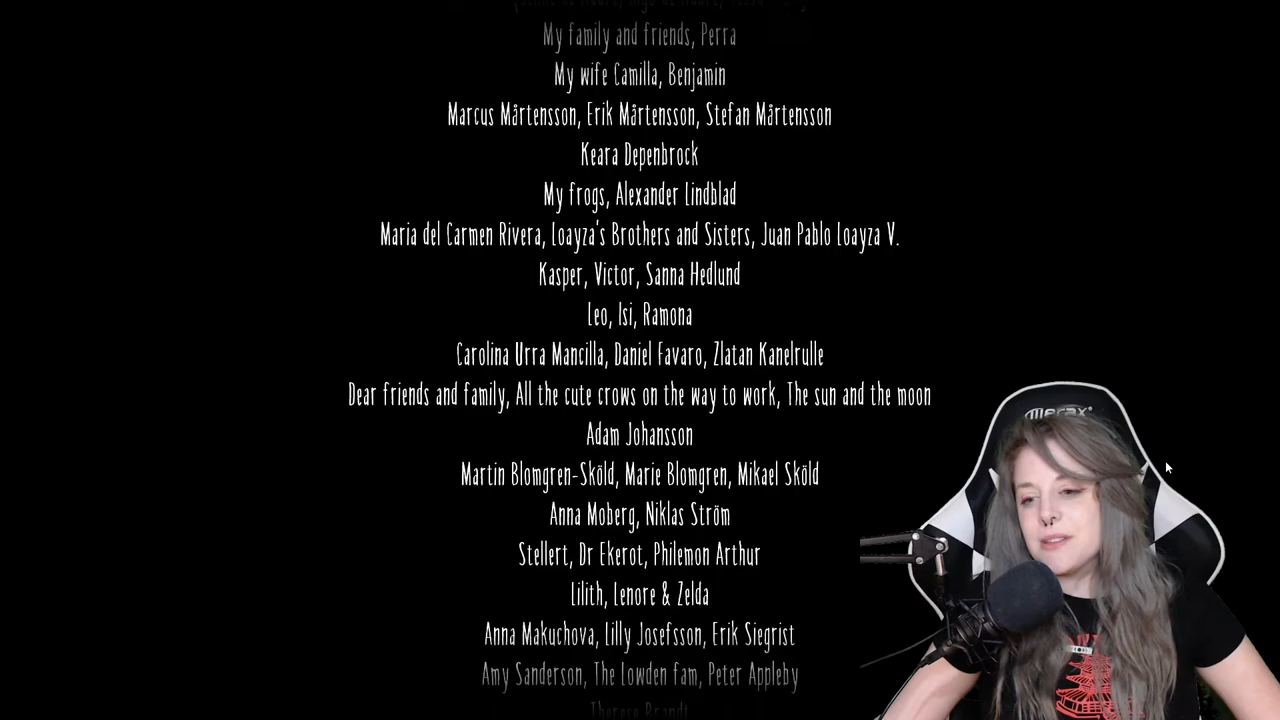 My family and friends, Perra
My wife Camilla, Benjamin
Marcus Mårtensson, Erik Mårtensson, Stefan Mårtensson
Keara Depenbrock
My frogs, Alexander Lindblad
Maria del Carmen Rivera, Loayza's Brothers and Sisters, Juan Pablo Loayza V.
Kasper, Victor, Sanna Hedlund
Leo, Isi, Ramona
Carolina Urra Mancilla, Daniel Favaro, Zlatan Kanelrulle
Dear friends and family, All the cute crows on the way to work, The sun and the moon
Adam Johansson
Martin Blomgren-Sköld, Marie Blomgren, Mikael Sköld
Anna Moberg, Niklas Ström
Stellert, Dr Ekerot, Philemon Arthur
Lilith, Lenore & Zelda
Anna Makuchova, Lilly Josefsson, Erik Siegrist
Amy Sanderson, The Lowden fam, Peter Appleby
Therese Brandt
merax